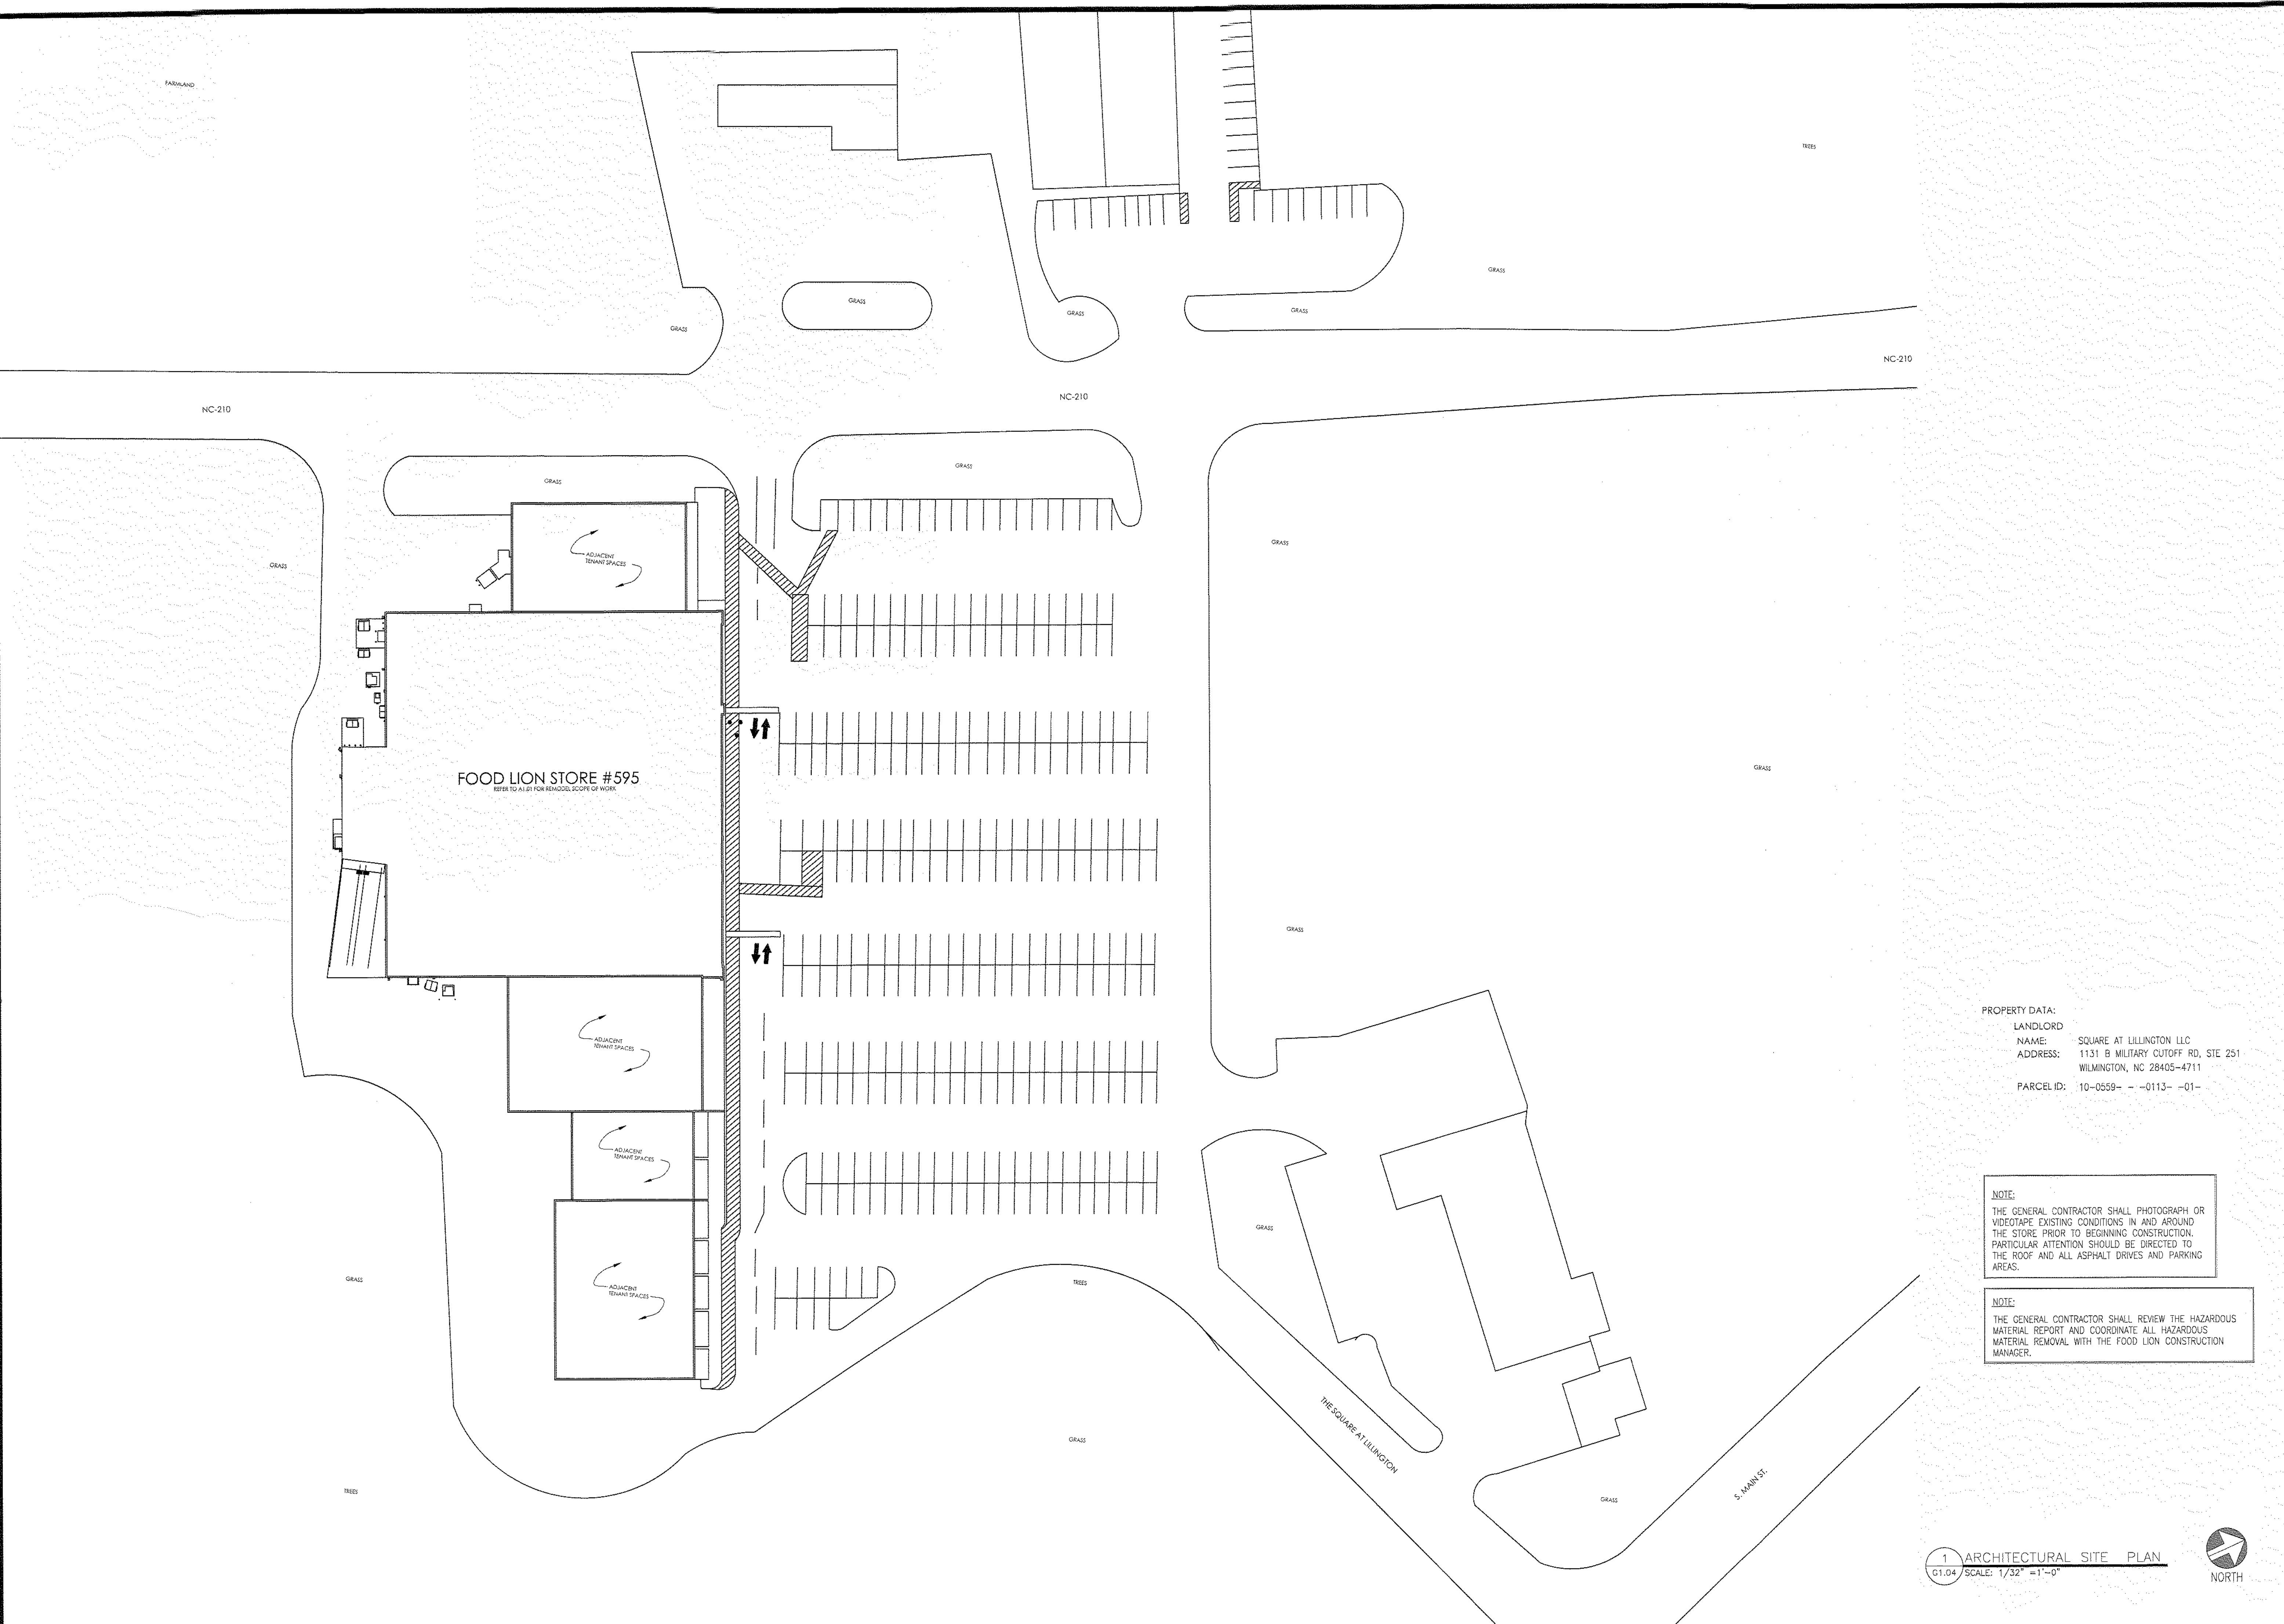 FARMLAND
TREES
GRASS
GRASS
GRASS
GRASS
GRASS
NC-210
NC-210
NC-210
GRASS
GRASS
GRASS
GRASS
ADJACENT
TENANT SPACES
GRASS
FOOD LION STORE #595
REFER TO A1.01 FOR REMODEL SCOPE OF WORK
GRASS
GRASS
ADJACENT
TENANT SPACES
ADJACENT
TENANT SPACES
GRASS
GRASS
TREES
ADJACENT
TENANT SPACES
THE SQUARE AT LILLINGTON
GRASS
TREES
GRASS
S. MAIN ST.
PROPERTY DATA:
LANDLORD
NAME: SQUARE AT LILLINGTON LLC
ADDRESS: 1131 B MILITARY CUTOFF RD, STE 251
WILMINGTON, NC 28405-4711
PARCEL ID: 10-0559- - -0113- -01-
NOTE:
THE GENERAL CONTRACTOR SHALL PHOTOGRAPH OR
VIDEOTAPE EXISTING CONDITIONS IN AND AROUND
THE STORE PRIOR TO BEGINNING CONSTRUCTION.
PARTICULAR ATTENTION SHOULD BE DIRECTED TO
THE ROOF AND ALL ASPHALT DRIVES AND PARKING
AREAS.
NOTE:
THE GENERAL CONTRACTOR SHALL REVIEW THE HAZARDOUS
MATERIAL REPORT AND COORDINATE ALL HAZARDOUS
MATERIAL REMOVAL WITH THE FOOD LION CONSTRUCTION
MANAGER.
1 ARCHITECTURAL SITE PLAN
G1.04 SCALE: 1/32" =1'-0"
NORTH